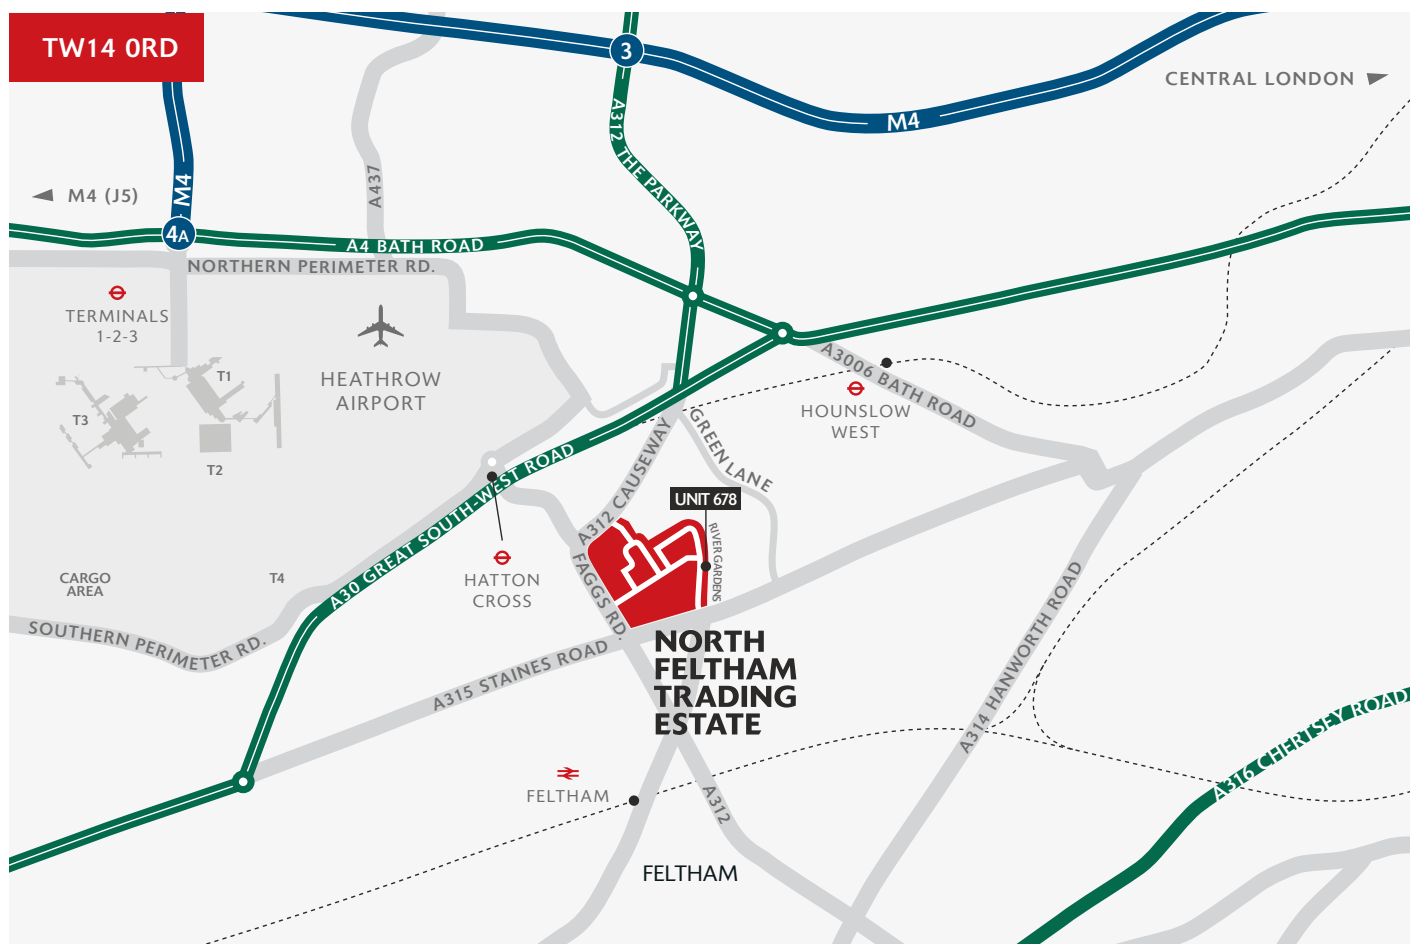 TW14 0RD
3
CENTRAL LONDON
M4
A312 THE PARKWAY
A437
M4
M4 (J5)
4A
A4 BATH ROAD
NORTHERN PERIMETER RD.
TERMINALS
1-2-3
HEATHROW
AIRPORT
T1
T3
T2
A3006 BATH ROAD
HOUNSLOW
WEST
GREEN LANE
A312 CAUSEWAY
A30 GREAT SOUTH-WEST ROAD
UNIT 678
RIVER GARDENS
HATTON
CROSS
FAGGS RD.
CARGO
AREA
T4
SOUTHERN PERIMETER RD.
A315 STAINES ROAD
NORTH
FELTHAM
TRADING
ESTATE
A314 HANWORTH ROAD
A316 CHERTSEY ROAD
FELTHAM
A312
FELTHAM